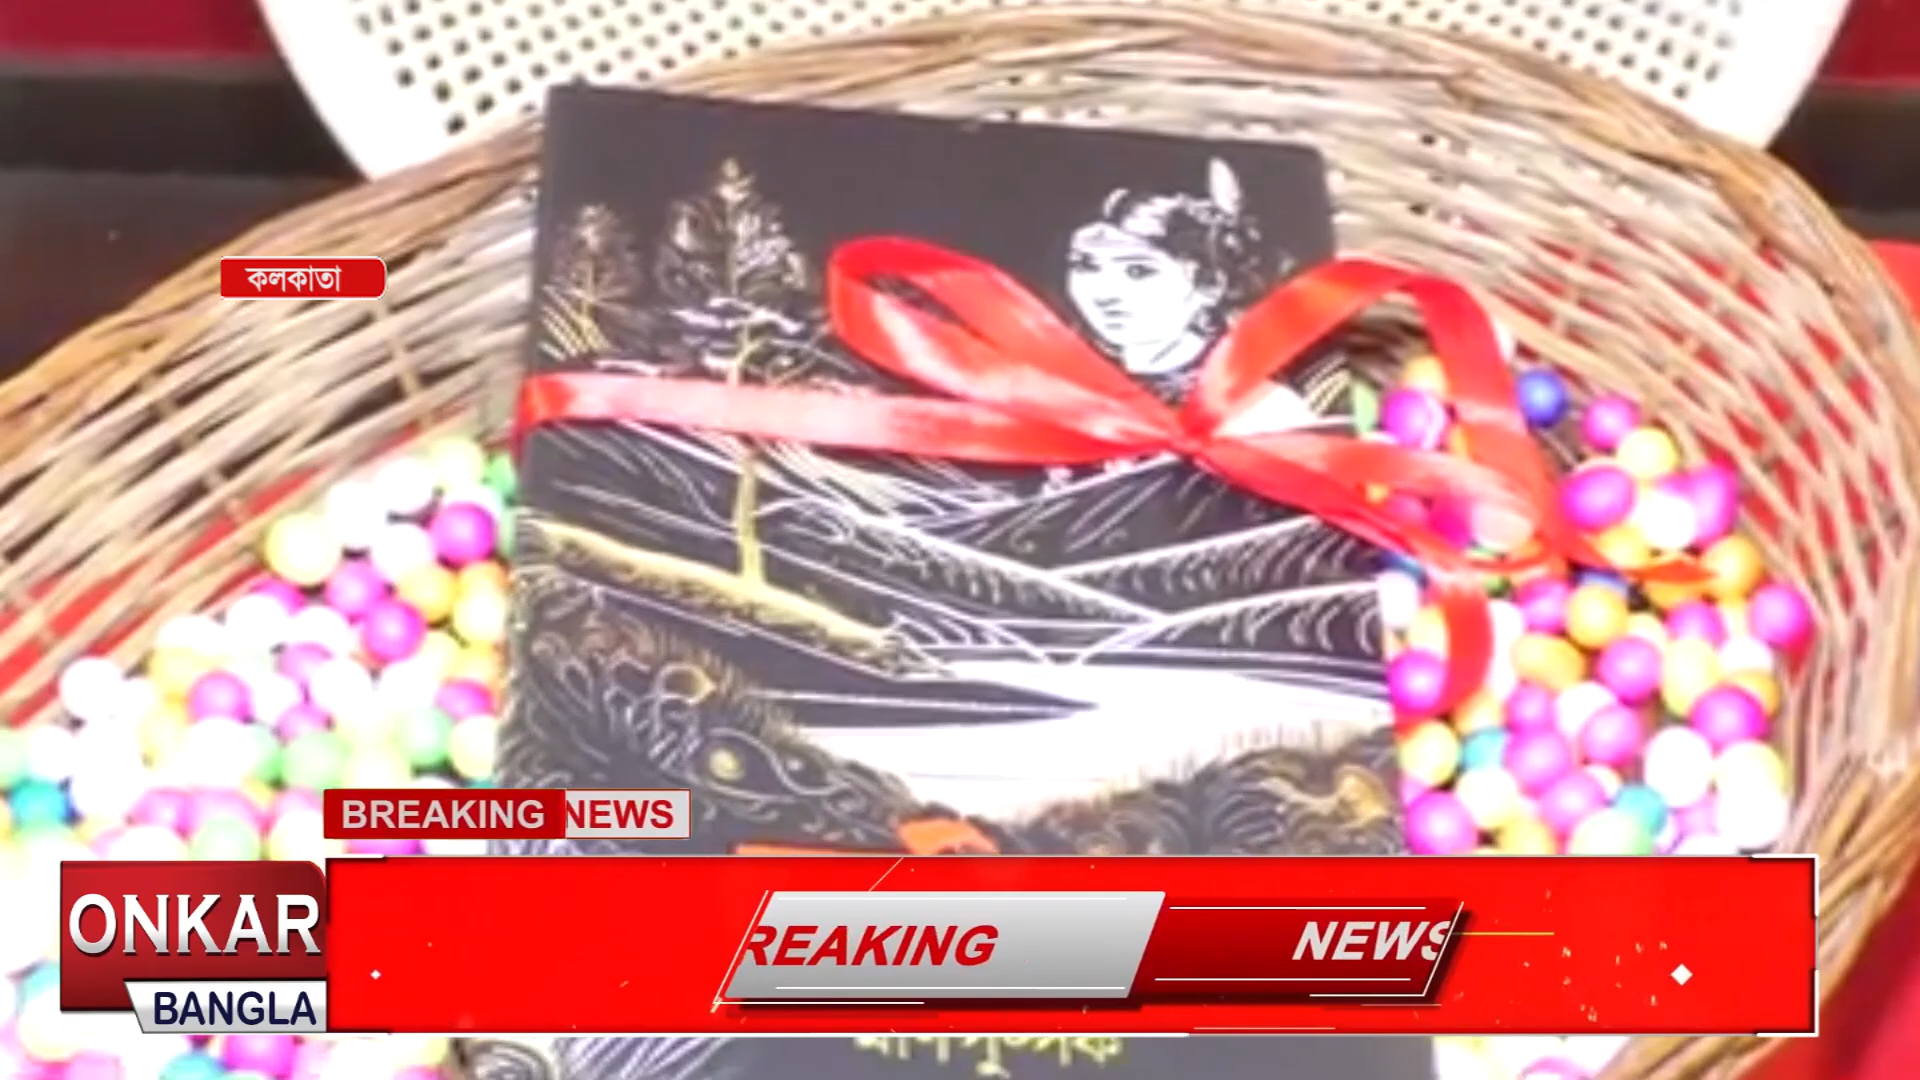 কলকাতা
BREAKING NEWS
ONKAR
BANGLA
REAKING NEWS